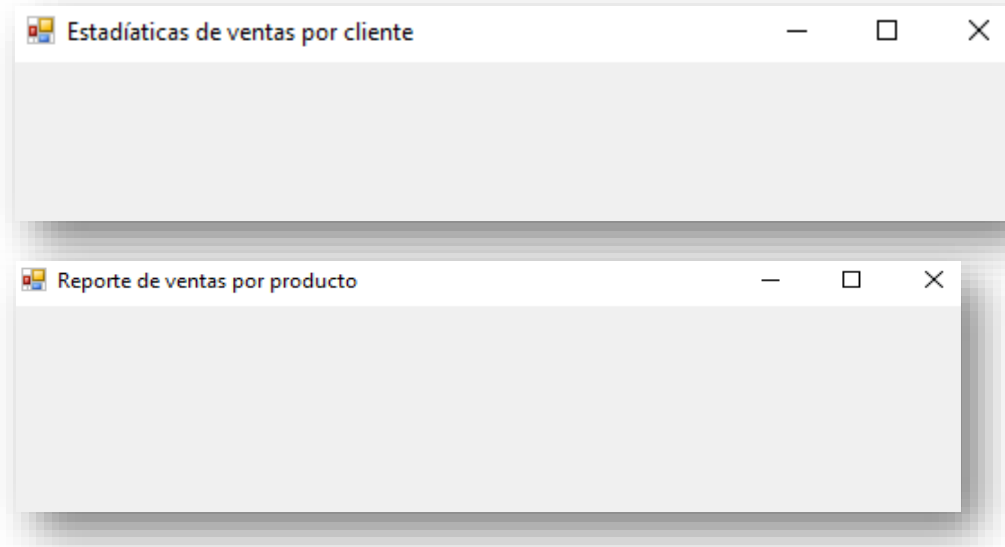 Estadíaticas de ventas por cliente
Reporte de ventas por producto